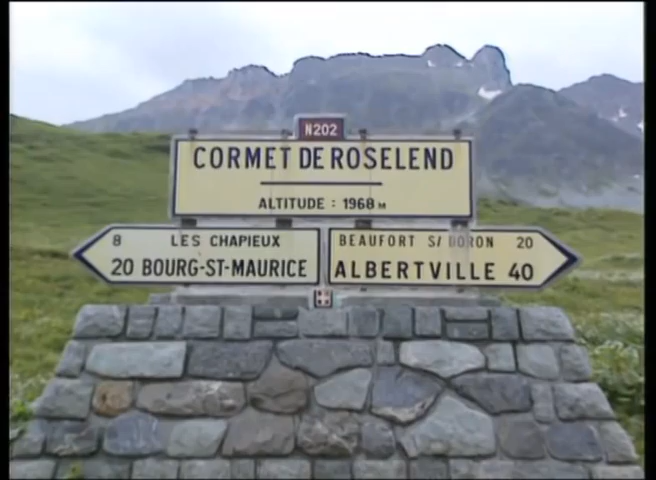 N202
CORMET DE ROSELEND
ALTITUDE : 1968 M
8 LES CHAPIEUX
20 BOURG-ST-MAURICE
BEAUFORT S/ DORON 20
ALBERTVILLE 40